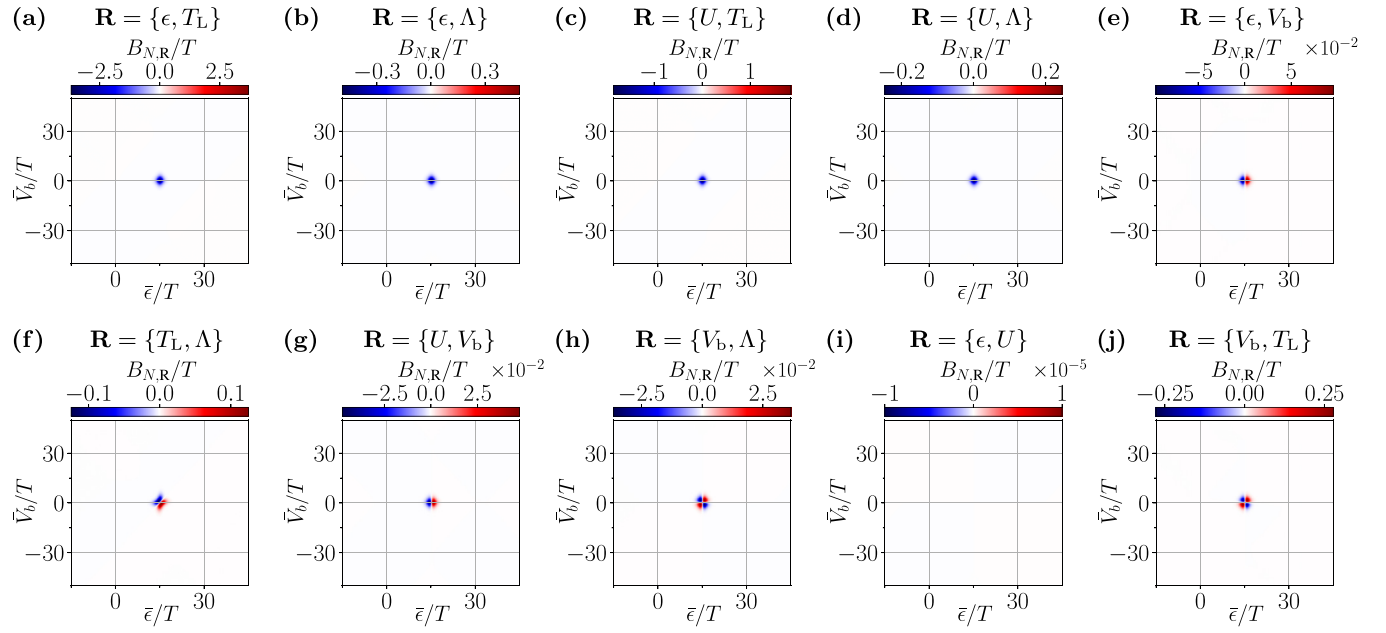 (a) R = {ϵ, T_L}
B_{N,R}/T
−2.5 0.0 2.5
30
0
−30
V̄_b/T
0 30
ϵ̄/T
(b) R = {ϵ, Λ}
B_{N,R}/T
−0.3 0.0 0.3
30
0
−30
V̄_b/T
0 30
ϵ̄/T
(c) R = {U, T_L}
B_{N,R}/T
−1 0 1
30
0
−30
V̄_b/T
0 30
ϵ̄/T
(d) R = {U, Λ}
B_{N,R}/T
−0.2 0.0 0.2
30
0
−30
V̄_b/T
0 30
ϵ̄/T
(e) R = {ϵ, V_b}
B_{N,R}/T ×10⁻²
−5 0 5
30
0
−30
V̄_b/T
0 30
ϵ̄/T
(f) R = {T_L, Λ}
B_{N,R}/T
−0.1 0.0 0.1
30
0
−30
V̄_b/T
0 30
ϵ̄/T
(g) R = {U, V_b}
B_{N,R}/T ×10⁻²
−2.5 0.0 2.5
30
0
−30
V̄_b/T
0 30
ϵ̄/T
(h) R = {V_b, Λ}
B_{N,R}/T ×10⁻²
−2.5 0.0 2.5
30
0
−30
V̄_b/T
0 30
ϵ̄/T
(i) R = {ϵ, U}
B_{N,R}/T ×10⁻⁵
−1 0 1
30
0
−30
V̄_b/T
0 30
ϵ̄/T
(j) R = {V_b, T_L}
B_{N,R}/T
−0.25 0.00 0.25
30
0
−30
V̄_b/T
0 30
ϵ̄/T